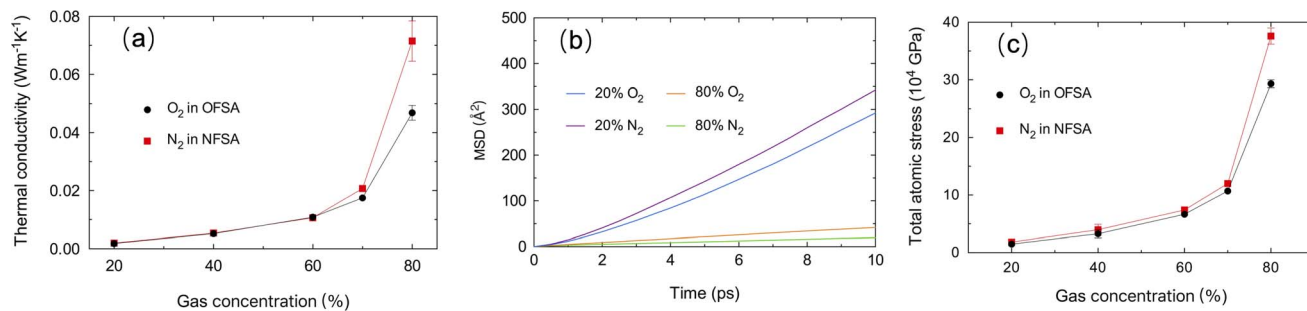 (a)
Thermal conductivity (Wm⁻¹K⁻¹)
0.08
0.06
0.04
0.02
0.00
O₂ in OFSA
N₂ in NFSA
20 40 60 80
Gas concentration (%)
(b)
MSD (Å²)
500
400
300
200
100
0
20% O₂ 80% O₂
20% N₂ 80% N₂
0 2 4 6 8 10
Time (ps)
(c)
Total atomic stress (10⁴ GPa)
40
30
20
10
0
O₂ in OFSA
N₂ in NFSA
20 40 60 80
Gas concentration (%)